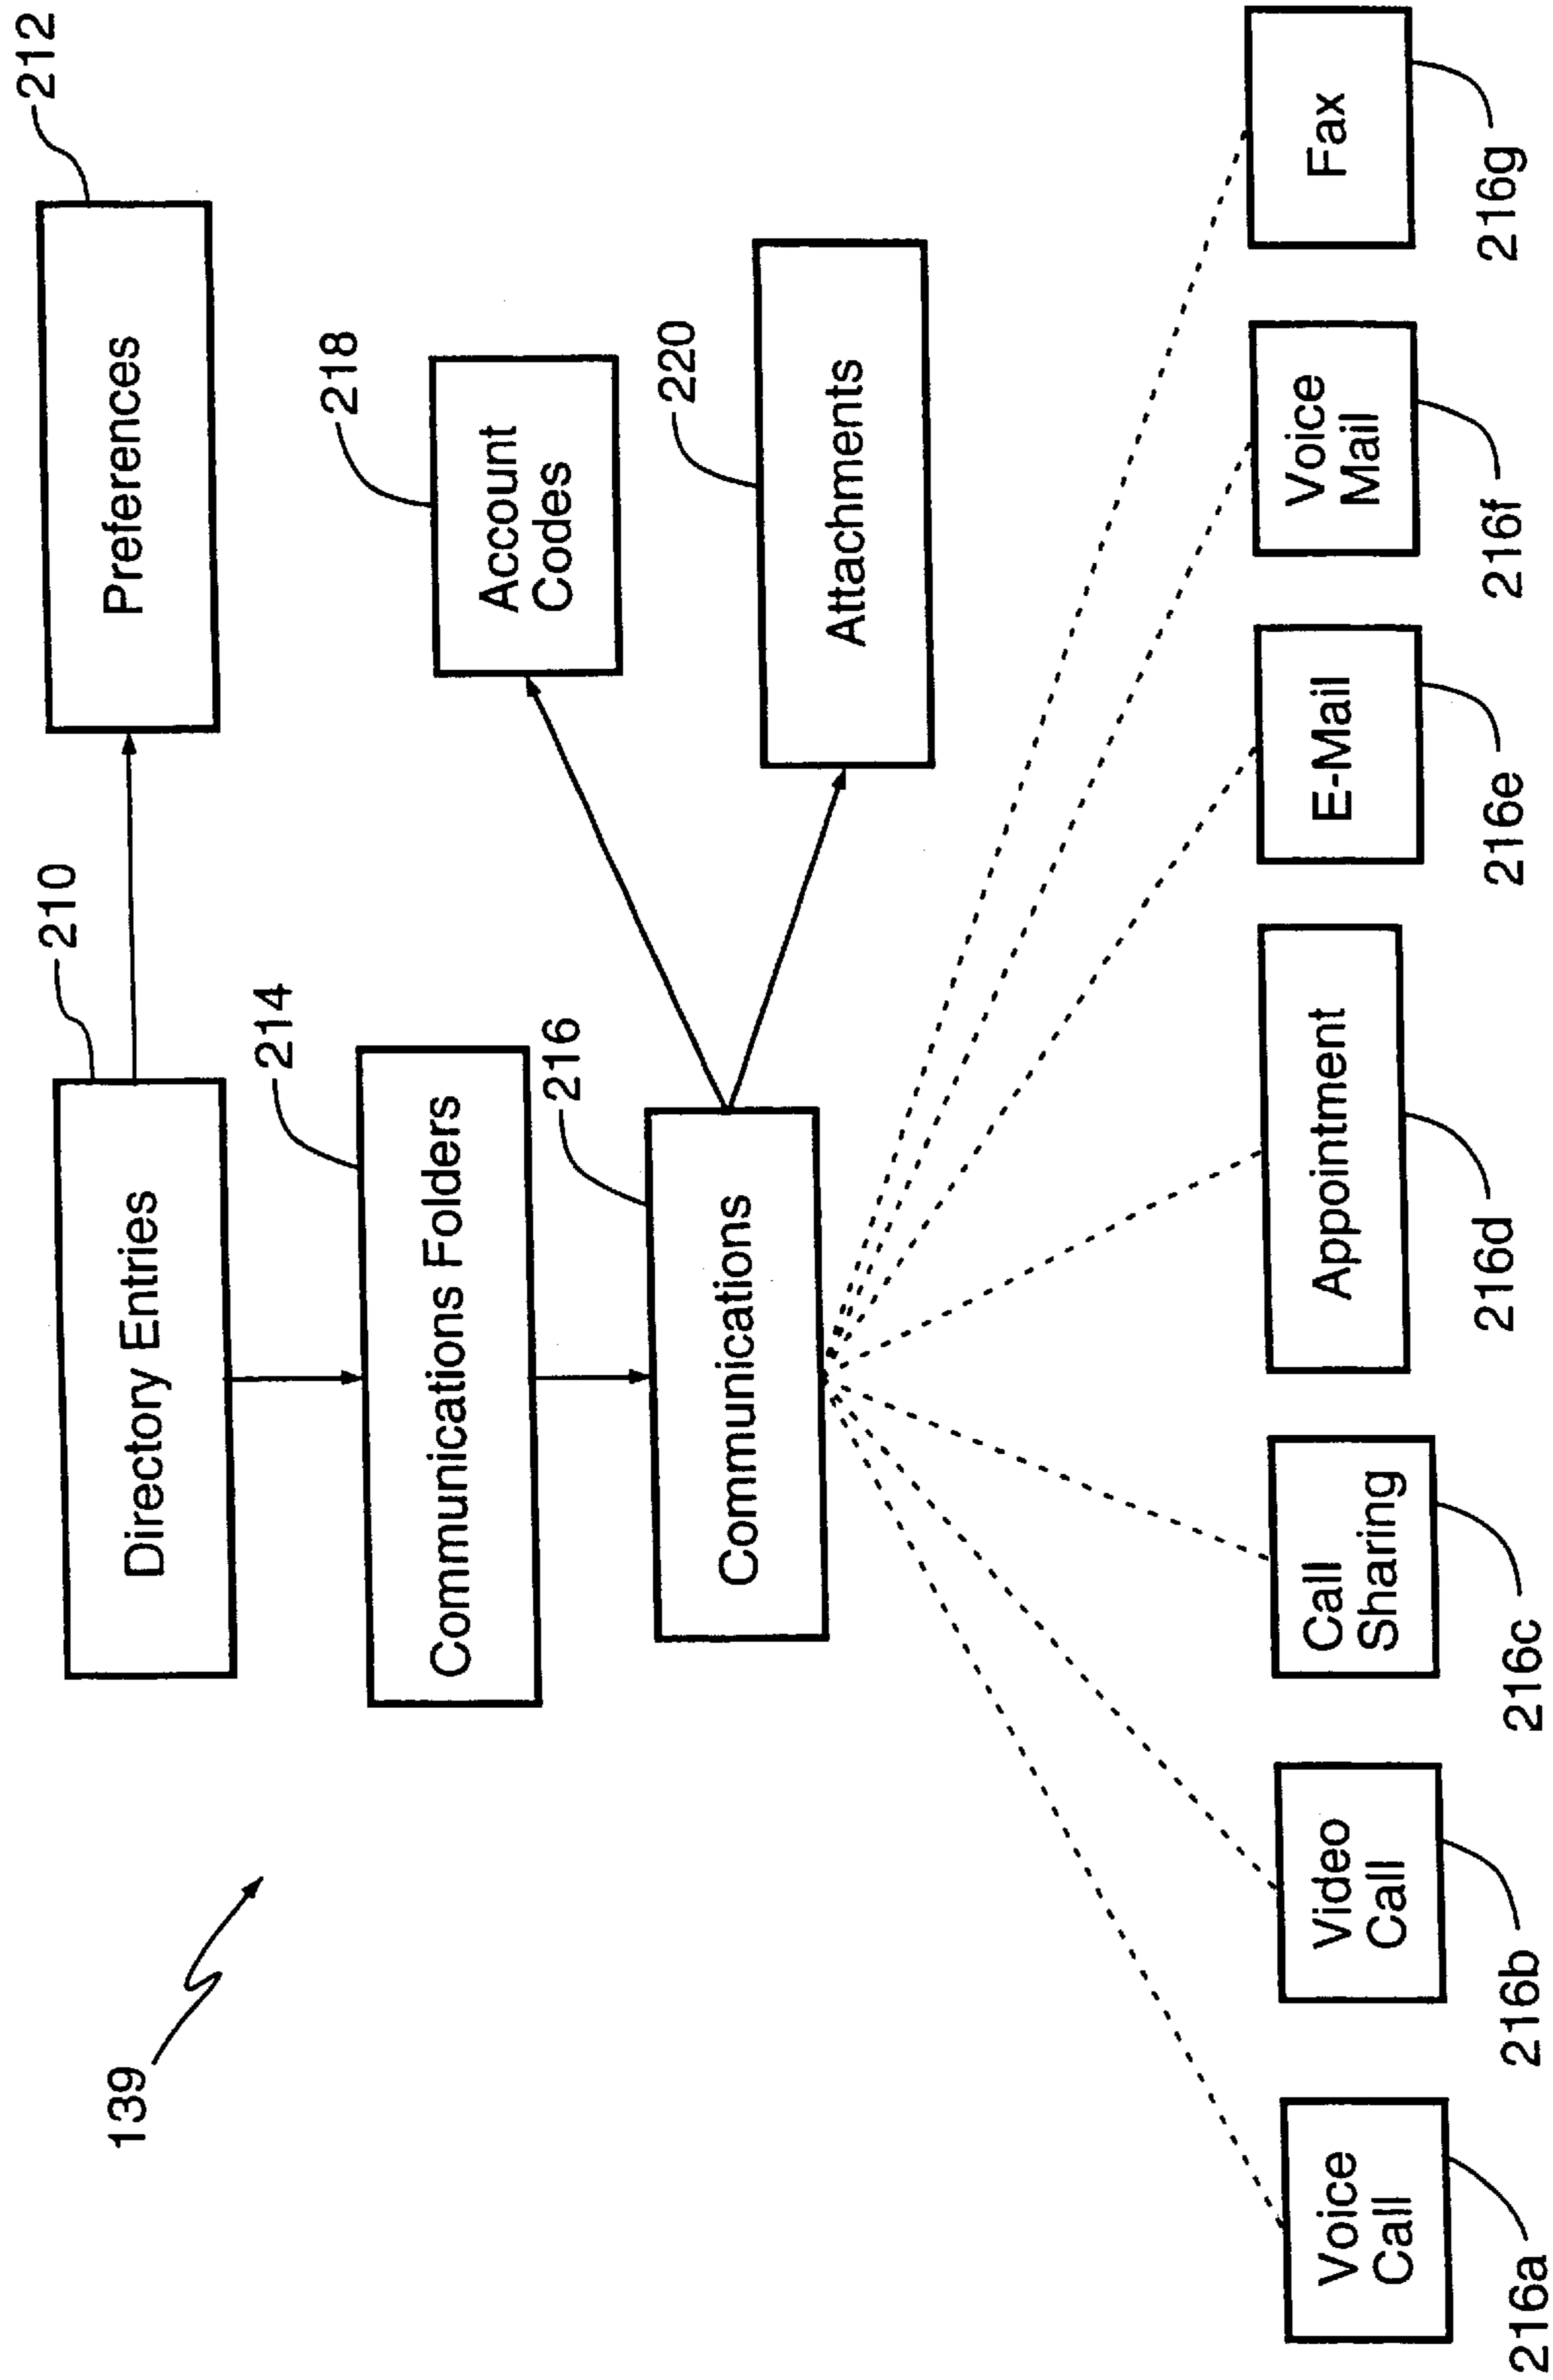 139
210
212
Directory Entries
Preferences
214
218
Communications Folders
Account
Codes
216
220
Communications
Attachments
Voice
Call
Video
Call
Call
Sharing
Appointment
E-Mail
Voice
Mail
Fax
216a
216b
216c
216d
216e
216f
216g